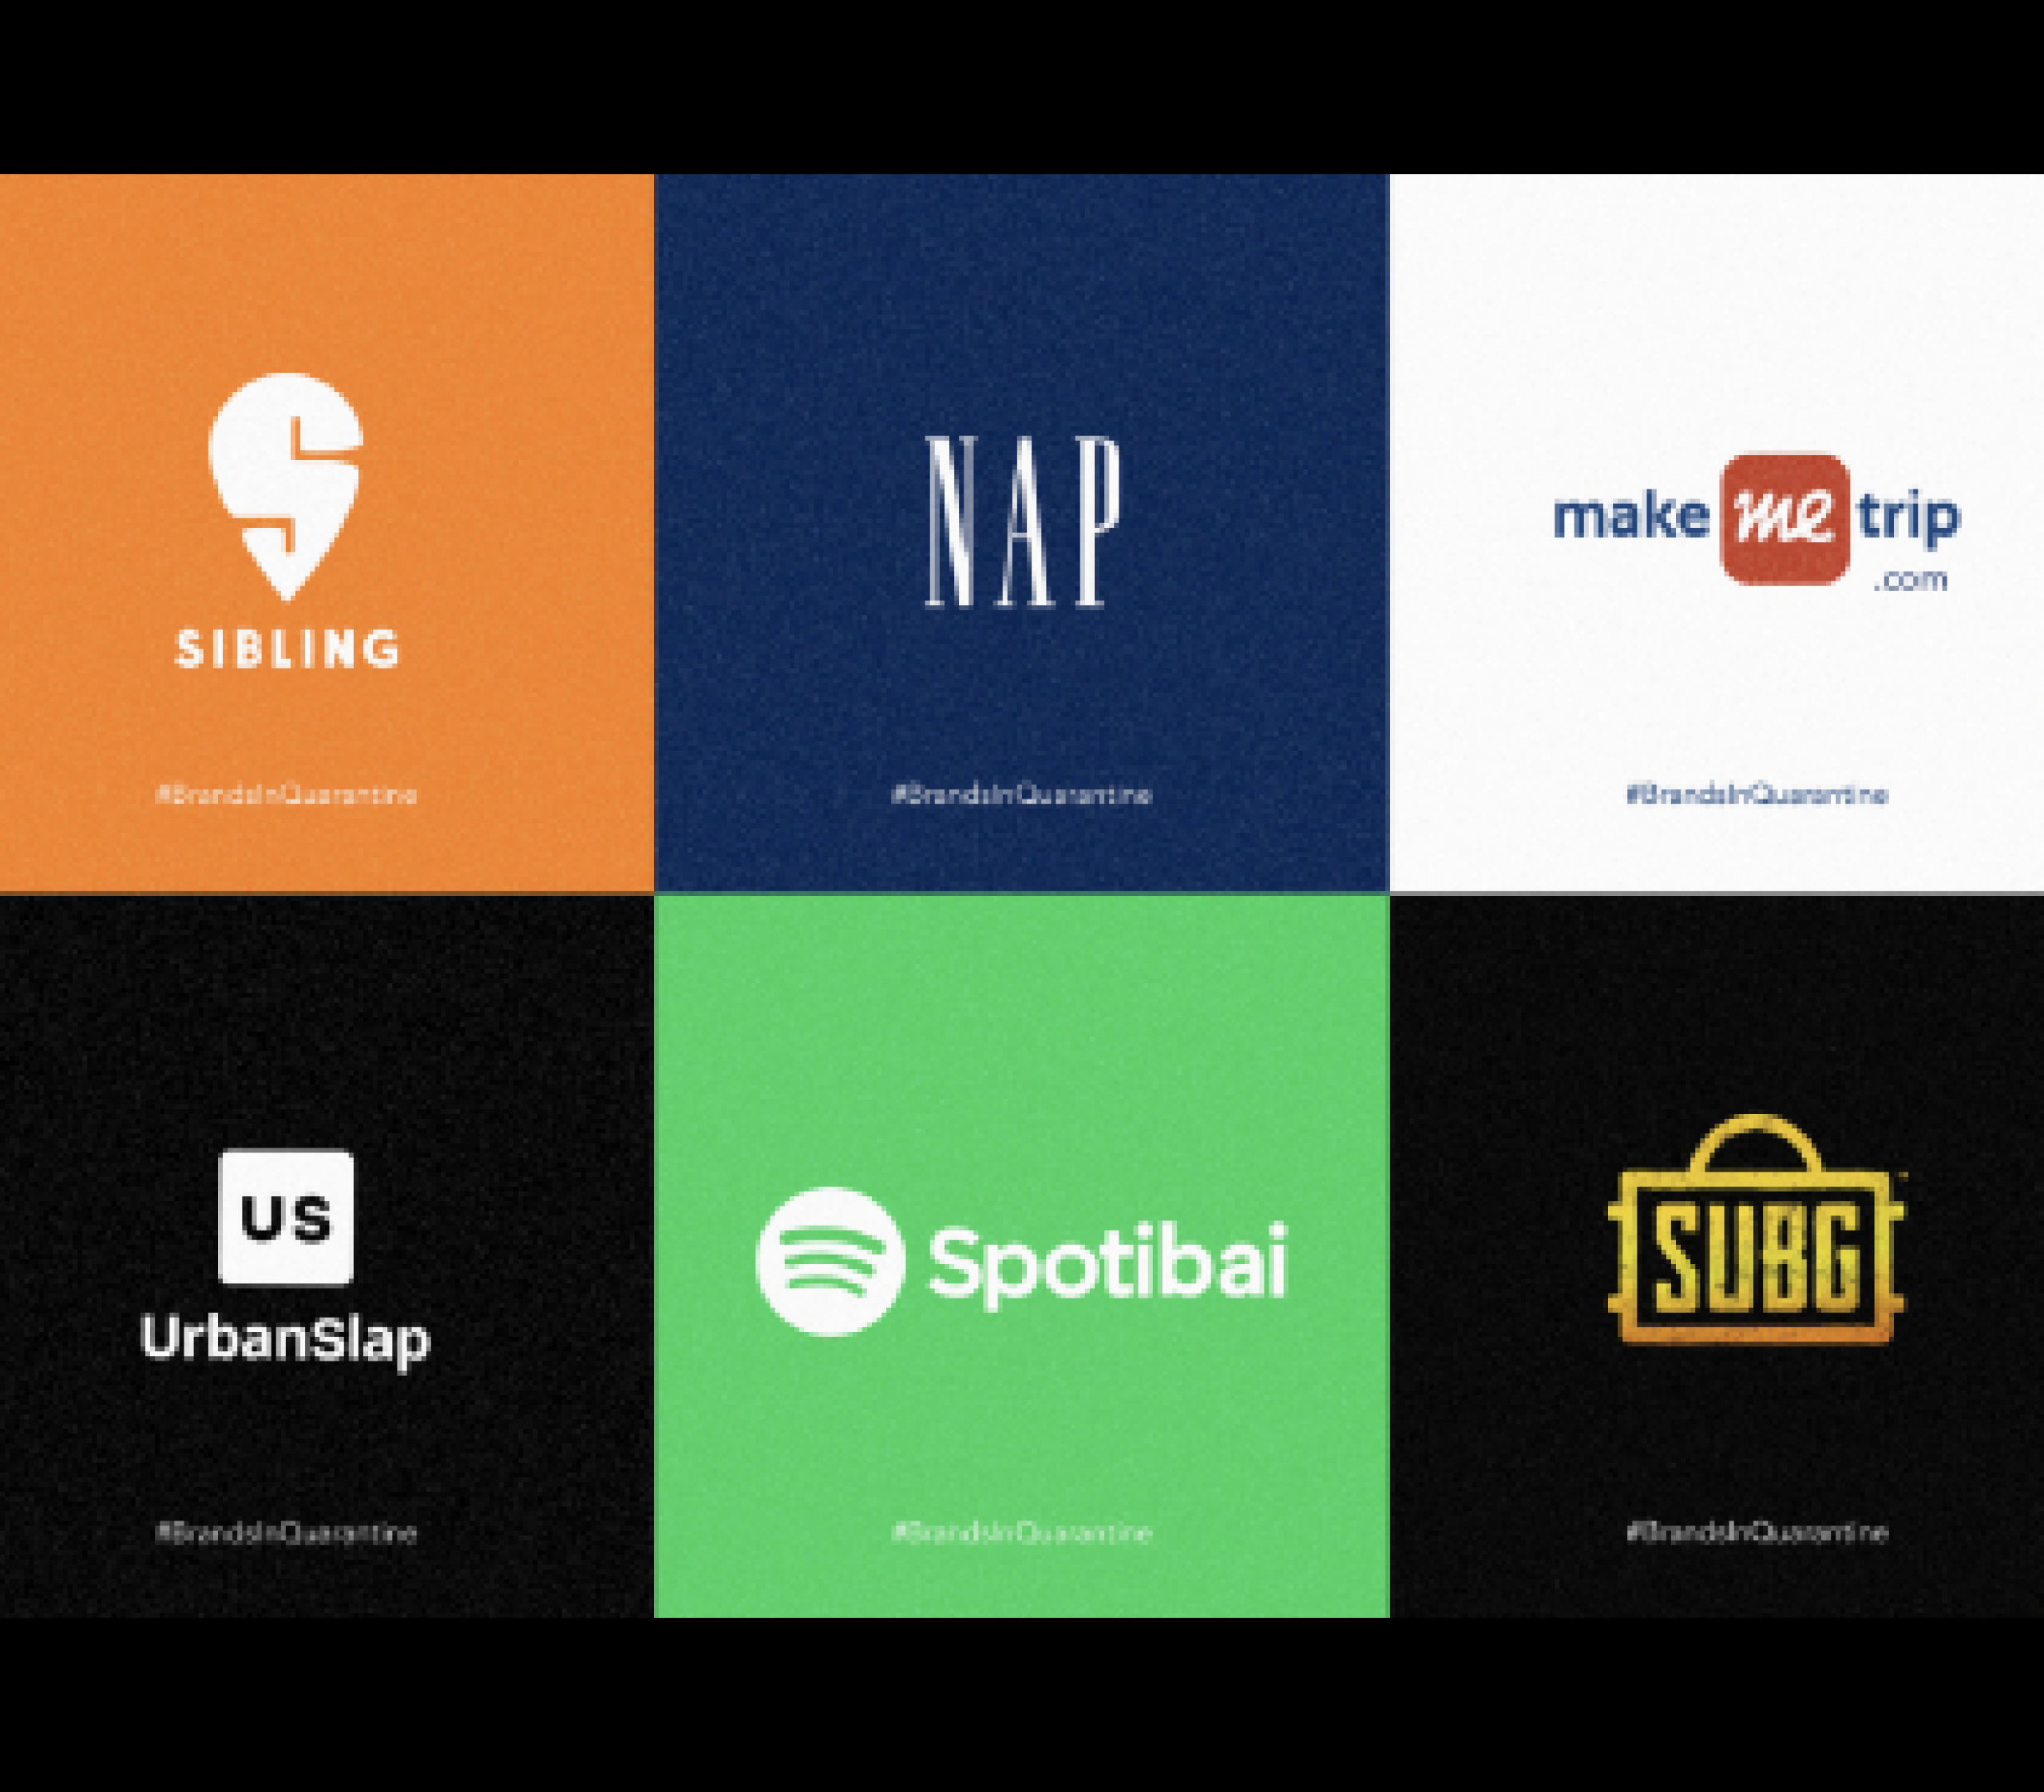 SIBLING
#BrandsInQuarantine
NAP
#BrandsInQuarantine
make me trip
.com
#BrandsInQuarantine
US
UrbanSlap
#BrandsInQuarantine
Spotibai
#BrandsInQuarantine
SUBG
#BrandsInQuarantine